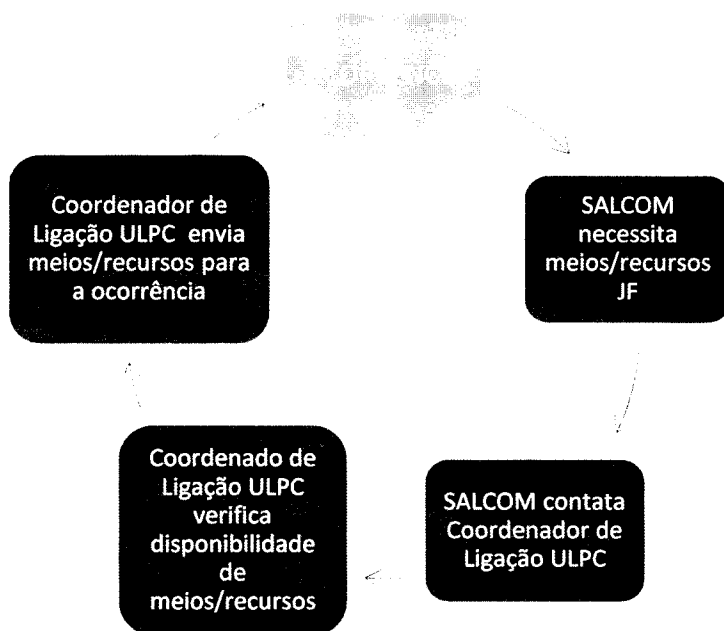 SALCOM
necessita
meios/recursos
JF
SALCOM contata
Coordenador de
Ligação ULPC
Coordenado de
Ligação ULPC
verifica
disponibilidade
de
meios/recursos
Coordenador de
Ligação ULPC envia
meios/recursos para
a ocorrência